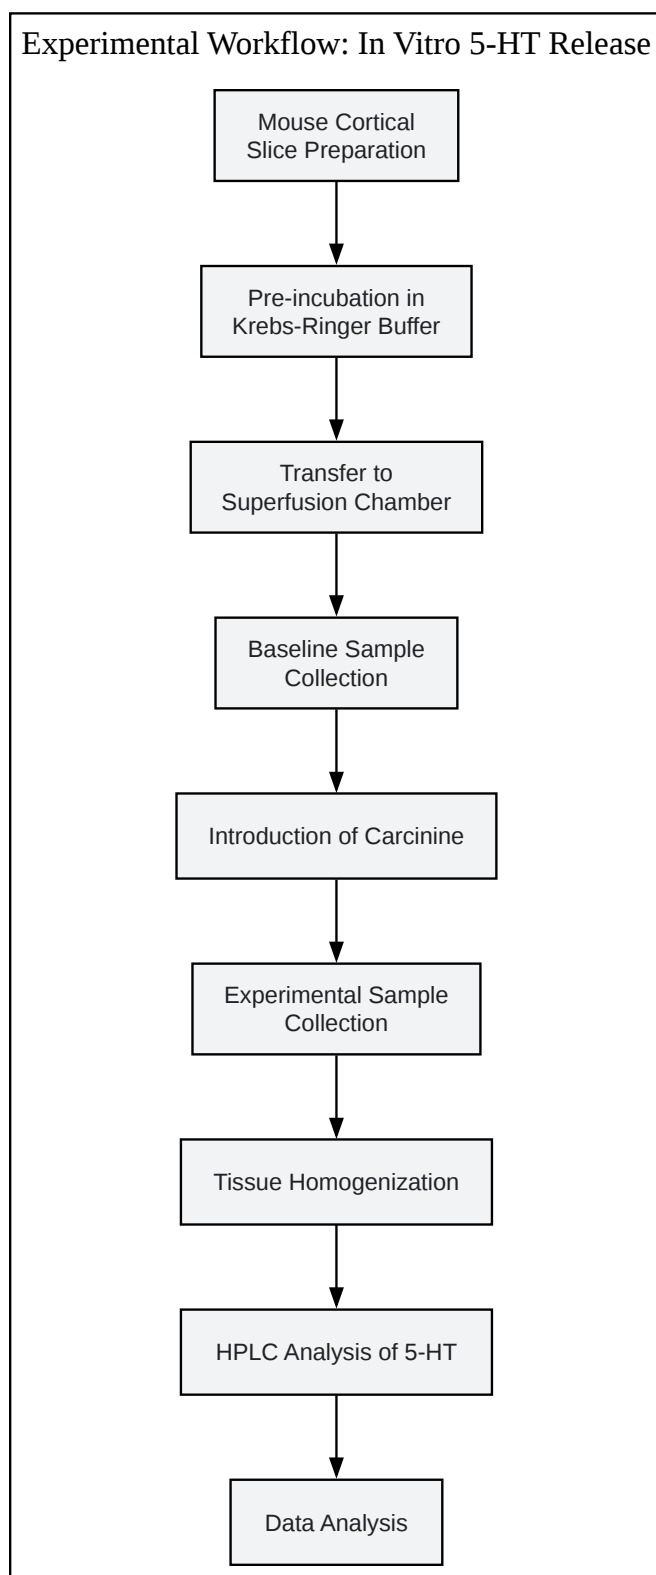 Experimental Workflow: In Vitro 5-HT Release
Mouse Cortical
Slice Preparation
Pre-incubation in
Krebs-Ringer Buffer
Transfer to
Superfusion Chamber
Baseline Sample
Collection
Introduction of Carcinine
Experimental Sample
Collection
Tissue Homogenization
HPLC Analysis of 5-HT
Data Analysis